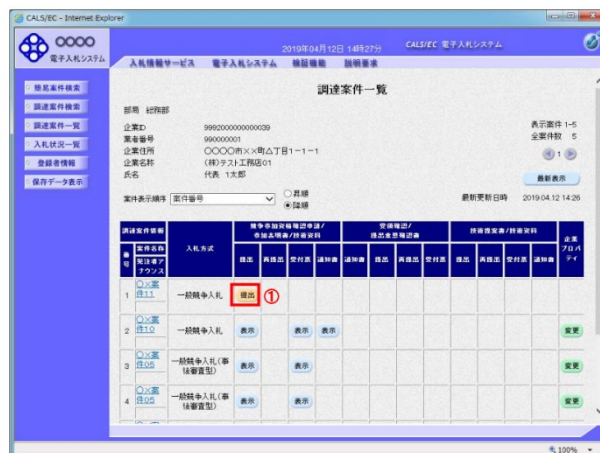 CALS/EC - Internet Explorer
OOOO
電子入札システム
2019年04月12日 14時27分
CALS/EC 電子入札システム
入札情報サービス 電子入札システム 検証機能 説明要求
簡易案件検索
調達案件検索
調達案件一覧
入札状況一覧
登録者情報
保存データ表示
調達案件一覧
部局 総務部
企業ID 9992000000000039
業者番号 990000001
企業住所 〇〇〇〇市××町△丁目1-1-1
企業名称 (株)テスト工務店01
氏名 代表 1太郎
表示案件 1-5
全案件数 5
1
最新表示
案件表示順序 案件番号
〇昇順
降順
最新更新日時 2019.04.12 14:26
調達案件情報 競争参加資格確認申請/参加表明書/技術資料 受領確認/提出意思確認書 技術提案書/技術資料 企業プロパティ
番号 案件名称 発注者アナウンス 入札方式 提出 再提出 受付票 通知書 通知書 提出 再提出 受付票 提出 再提出 受付票 通知書
1 〇×案件11 一般競争入札 提出 ①
2 〇×案件10 一般競争入札 表示 表示 表示 変更
3 〇×案件06 一般競争入札(事後審査型) 表示 表示 変更
4 〇×案件05 一般競争入札(事後審査型) 表示 表示 変更
100%